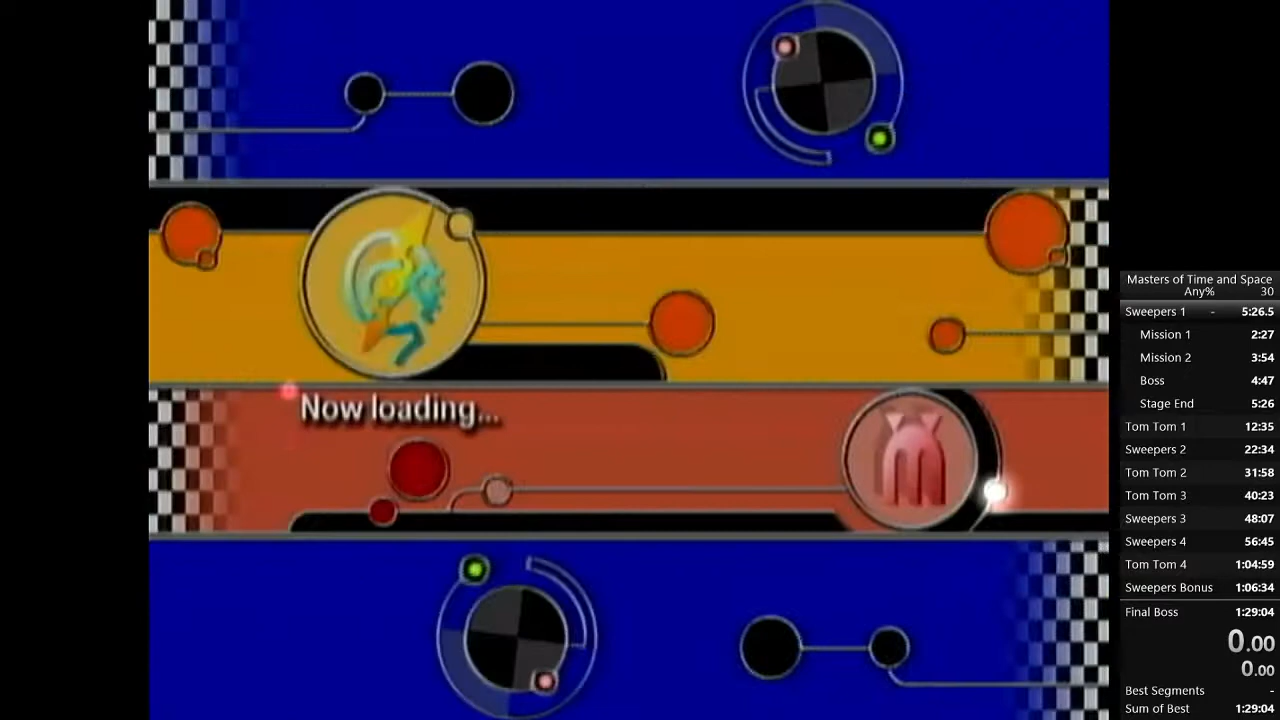 Now loading...
Masters of Time and Space
Any% 30
Sweepers 1 - 5:26.5
Mission 1 2:27
Mission 2 3:54
Boss 4:47
Stage End 5:26
Tom Tom 1 12:35
Sweepers 2 22:34
Tom Tom 2 31:58
Tom Tom 3 40:23
Sweepers 3 48:07
Sweepers 4 56:45
Tom Tom 4 1:04:59
Sweepers Bonus 1:06:34
Final Boss 1:29:04
0.00
0.00
Best Segments -
Sum of Best 1:29:04